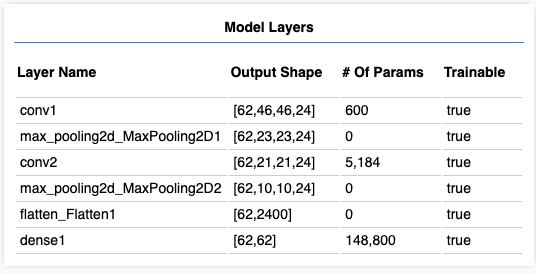 Model Layers
Layer Name Output Shape # Of Params Trainable
conv1 [62,46,46,24] 600 true
max_pooling2d_MaxPooling2D1 [62,23,23,24] 0 true
conv2 [62,21,21,24] 5,184 true
max_pooling2d_MaxPooling2D2 [62,10,10,24] 0 true
flatten_Flatten1 [62,2400] 0 true
dense1 [62,62] 148,800 true